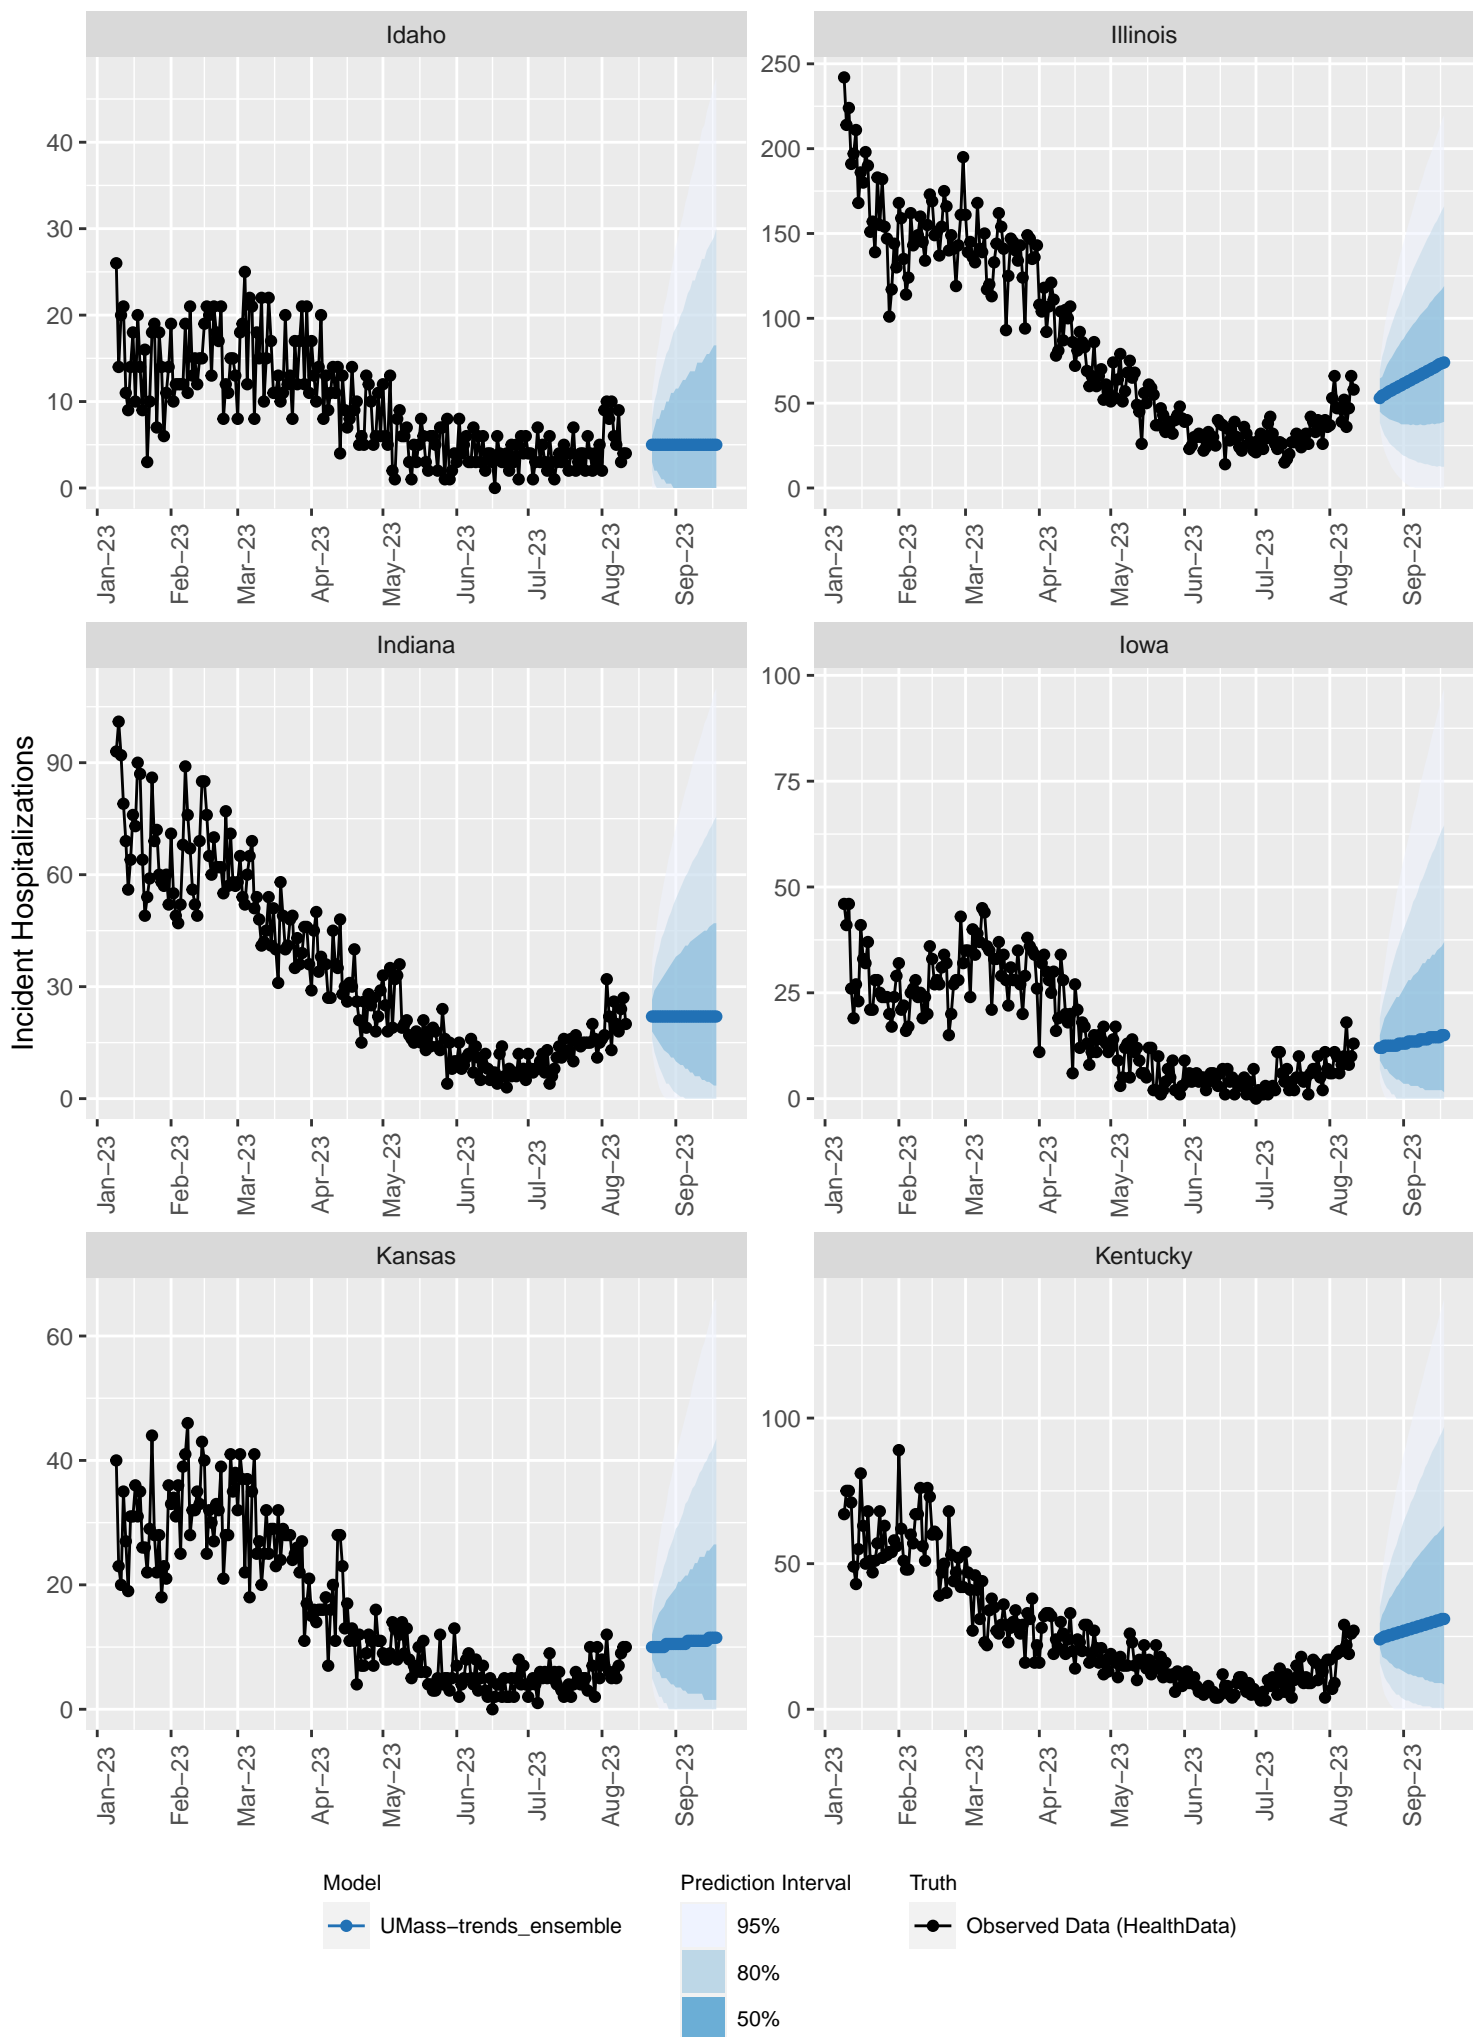 Idaho
Illinois
40
30
20
10
0
250
200
150
100
50
0
Jan−23
Feb−23
Mar−23
Apr−23
May−23
Jun−23
Jul−23
Aug−23
Sep−23
Jan−23
Feb−23
Mar−23
Apr−23
May−23
Jun−23
Jul−23
Aug−23
Sep−23
Incident Hospitalizations
Indiana
Iowa
90
60
30
0
100
75
50
25
0
Jan−23
Feb−23
Mar−23
Apr−23
May−23
Jun−23
Jul−23
Aug−23
Sep−23
Jan−23
Feb−23
Mar−23
Apr−23
May−23
Jun−23
Jul−23
Aug−23
Sep−23
Kansas
Kentucky
60
40
20
0
100
50
0
Jan−23
Feb−23
Mar−23
Apr−23
May−23
Jun−23
Jul−23
Aug−23
Sep−23
Jan−23
Feb−23
Mar−23
Apr−23
May−23
Jun−23
Jul−23
Aug−23
Sep−23
Model
UMass−trends_ensemble
Prediction Interval
95%
80%
50%
Truth
Observed Data (HealthData)